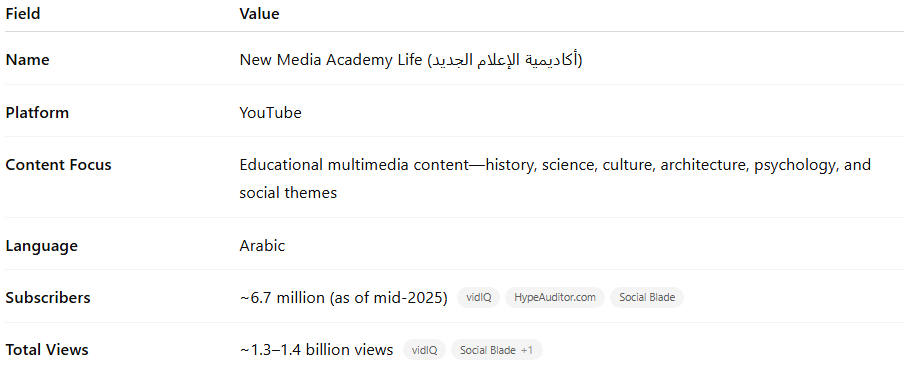 Field Value
Name New Media Academy Life (أكاديمية الإعلام الجديد)
Platform YouTube
Content Focus Educational multimedia content—history, science, culture, architecture, psychology, and
social themes
Language Arabic
Subscribers ~6.7 million (as of mid-2025) vidIQ HypeAuditor.com Social Blade
Total Views ~1.3–1.4 billion views vidIQ Social Blade +1